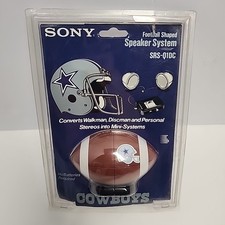 SONY
Football Shaped
Speaker System
SRS-Q1DC
Converts Walkman, Discman and Personal
Stereos into Mini-Systems
COWBOYS